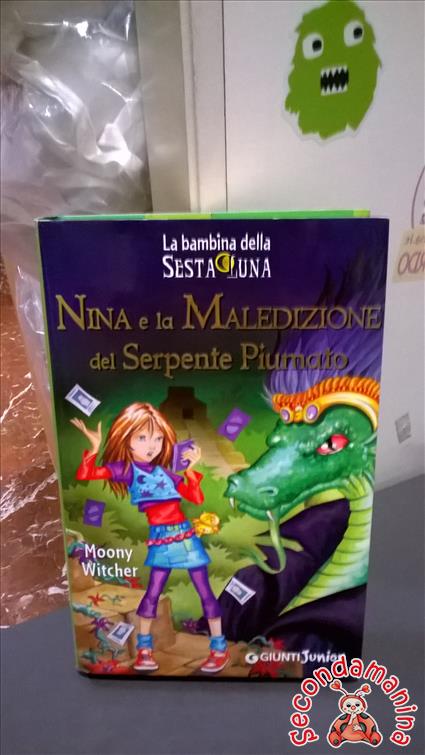 La bambina della
SESTA LUNA
NINA e la MALEDIZIONE
del Serpente Piumato
Moony
Witcher
GIUNTI Junior
secondamanina